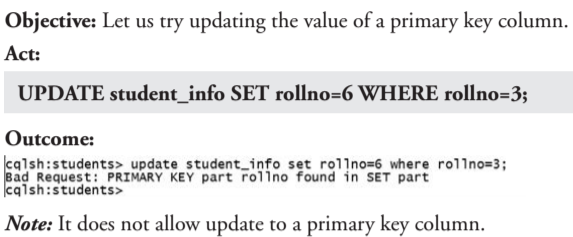 Objective: Let us try updating the value of a primary key column.
Act:
UPDATE student_info SET rollno=6 WHERE rollno=3;
Outcome:
cqlsh:students> update student_info set rollno=6 where rollno=3;
Bad Request: PRIMARY KEY part rollno found in SET part
cqlsh:students>
Note: It does not allow update to a primary key column.